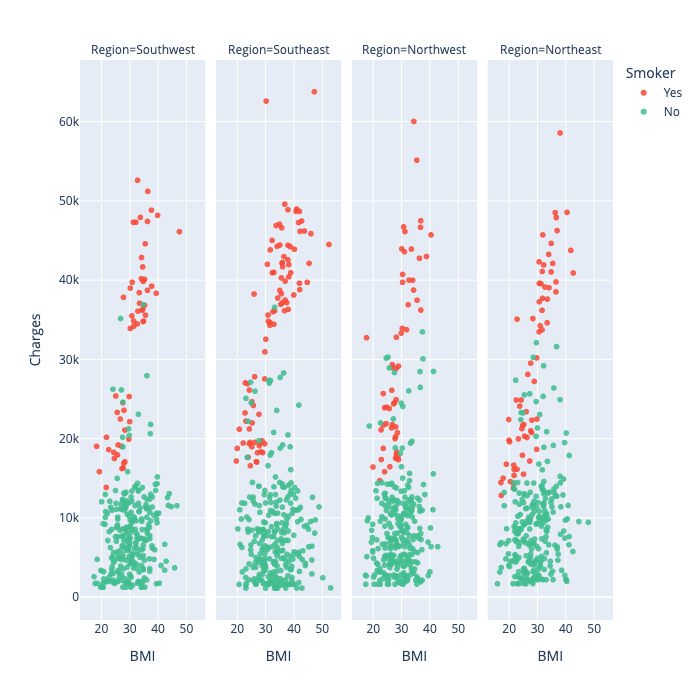 Region=Southwest Region=Southeast Region=Northwest Region=Northeast
Smoker
Yes
No
60k
50k
40k
30k
20k
10k
0
Charges
20 30 40 50 20 30 40 50 20 30 40 50 20 30 40 50
BMI BMI BMI BMI